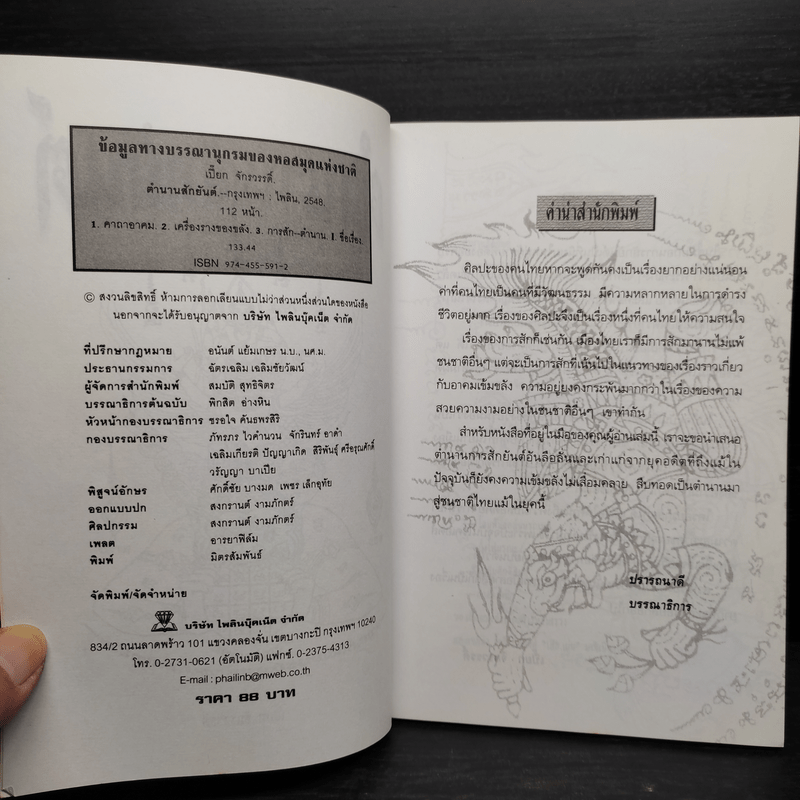 ข้อมูลทางบรรณานุกรมของหอสมุดแห่งชาติ
เปี๊ยก จักรวรรดิ์.
ตำนานสักยันต์.--กรุงเทพฯ : ไพลิน, 2548.
112 หน้า.
1. คาถาอาคม. 2. เครื่องรางของขลัง. 3. การสัก--ตำนาน. I. ชื่อเรื่อง.
133.44
ISBN 974-455-591-2
© สงวนลิขสิทธิ์ ห้ามการลอกเลียนแบบไม่ว่าส่วนหนึ่งส่วนใดของหนังสือ
นอกจากจะได้รับอนุญาตจาก บริษัท ไพลินบุ๊คเน็ต จำกัด
ที่ปรึกษากฎหมาย อนันต์ แย้มเกษร น.บ., นศ.ม.
ประธานกรรมการ ฉัตรเฉลิม เฉลิมชัยวัฒน์
ผู้จัดการสำนักพิมพ์ สมบัติ สุทธิจิตร
บรรณาธิการต้นฉบับ พิกสิต อ่างหิน
หัวหน้ากองบรรณาธิการ ขรอใจ คันธพรสิริ
กองบรรณาธิการ ภัทรภร ไวคำนวน จักรินทร์ อาดำ
เฉลิมเกียรติ ปัญญาเกิด สิริพันธุ์ ศรีอรุณศักดิ์
วรัญญา บาเปีย
พิสูจน์อักษร ศักดิ์ชัย บางมด เพชร เล็กอุทัย
ออกแบบปก สงกรานต์ งามภักตร์
ศิลปกรรม สงกรานต์ งามภักตร์
เพลต อารยาฟิล์ม
พิมพ์ มิตรสัมพันธ์
จัดพิมพ์/จัดจำหน่าย
บริษัท ไพลินบุ๊คเน็ต จำกัด
834/2 ถนนลาดพร้าว 101 แขวงคลองจั่น เขตบางกะปิ กรุงเทพฯ 10240
โทร. 0-2731-0621 (อัตโนมัติ) แฟกซ์. 0-2375-4313
E-mail : phailinb@mweb.co.th
ราคา 88 บาท
คำนำสำนักพิมพ์
ศิลปะของคนไทยหากจะพูดกันคงเป็นเรื่องยากอย่างแน่นอน
ค่าที่คนไทยเป็นคนที่มีวัฒนธรรม มีความหลากหลายในการดำรง
ชีวิตอยู่มาก เรื่องของศิลปะจึงเป็นเรื่องหนึ่งที่คนไทยให้ความสนใจ
เรื่องของการสักก็เช่นกัน เมืองไทยเราก็มีการสักมานานไม่แพ้
ชนชาติอื่นๆ แต่จะเป็นการสักที่เน้นไปในแนวทางของเรื่องราวเกี่ยว
กับอาคมเข้มขลัง ความอยู่ยงคงกระพันมากกว่าในเรื่องของความ
สวยความงามอย่างในชนชาติอื่นๆ เขาทำกัน
สำหรับหนังสือที่อยู่ในมือของคุณผู้อ่านเล่มนี้ เราจะขอนำเสนอ
ตำนานการสักยันต์อันลือลั่นและเก่าแก่จากยุคอดีตที่ถึงแม้ใน
ปัจจุบันก็ยังคงความเข้มขลังไม่เสื่อมคลาย สืบทอดเป็นตำนานมา
สู่ชนชาติไทยแม้ในยุคนี้
ปรารถนาดี
บรรณาธิการ